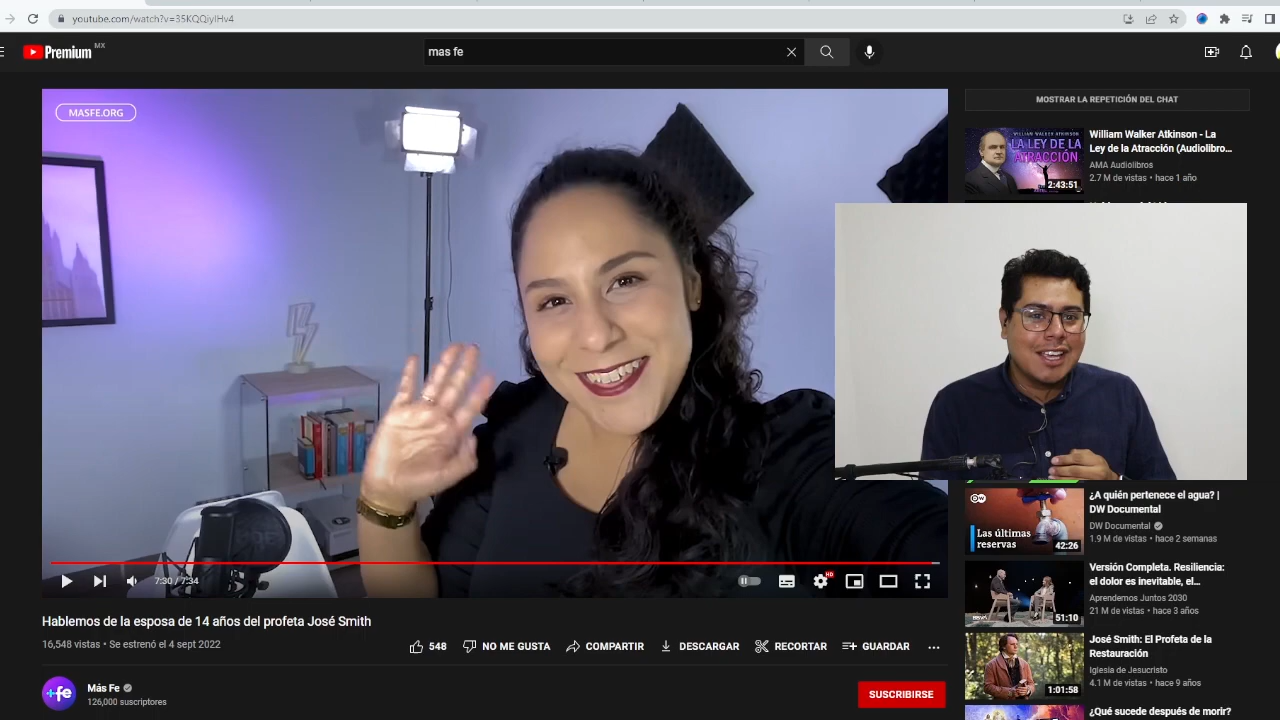 youtube.com/watch?v=35KQQiyIHv4
Premium MX
mas fe
MASFE.ORG
7:30 / 7:34
HD
Hablemos de la esposa de 14 años del profeta José Smith
16,548 vistas • Se estrenó el 4 sept 2022
548
NO ME GUSTA
COMPARTIR
DESCARGAR
RECORTAR
GUARDAR
+fe
Más Fe
126,000 suscriptores
SUSCRIBIRSE
MOSTRAR LA REPETICIÓN DEL CHAT
WILLIAM WALKER ATKINSON
LA LEY DE LA
ATRACCIÓN
2:43:51
William Walker Atkinson - La
Ley de la Atracción (Audiolibro...
AMA Audiolibros
2.7 M de vistas • hace 1 año
DW
Las últimas
reservas
42:26
¿A quién pertenece el agua? |
DW Documental
DW Documental
1.9 M de vistas • hace 2 semanas
51:10
Versión Completa. Resiliencia:
el dolor es inevitable, el...
Aprendemos Juntos 2030
21 M de vistas • hace 3 años
1:01:58
José Smith: El Profeta de la
Restauración
Iglesia de Jesucristo
4.1 M de vistas • hace 9 años
¿Qué sucede después de morir?